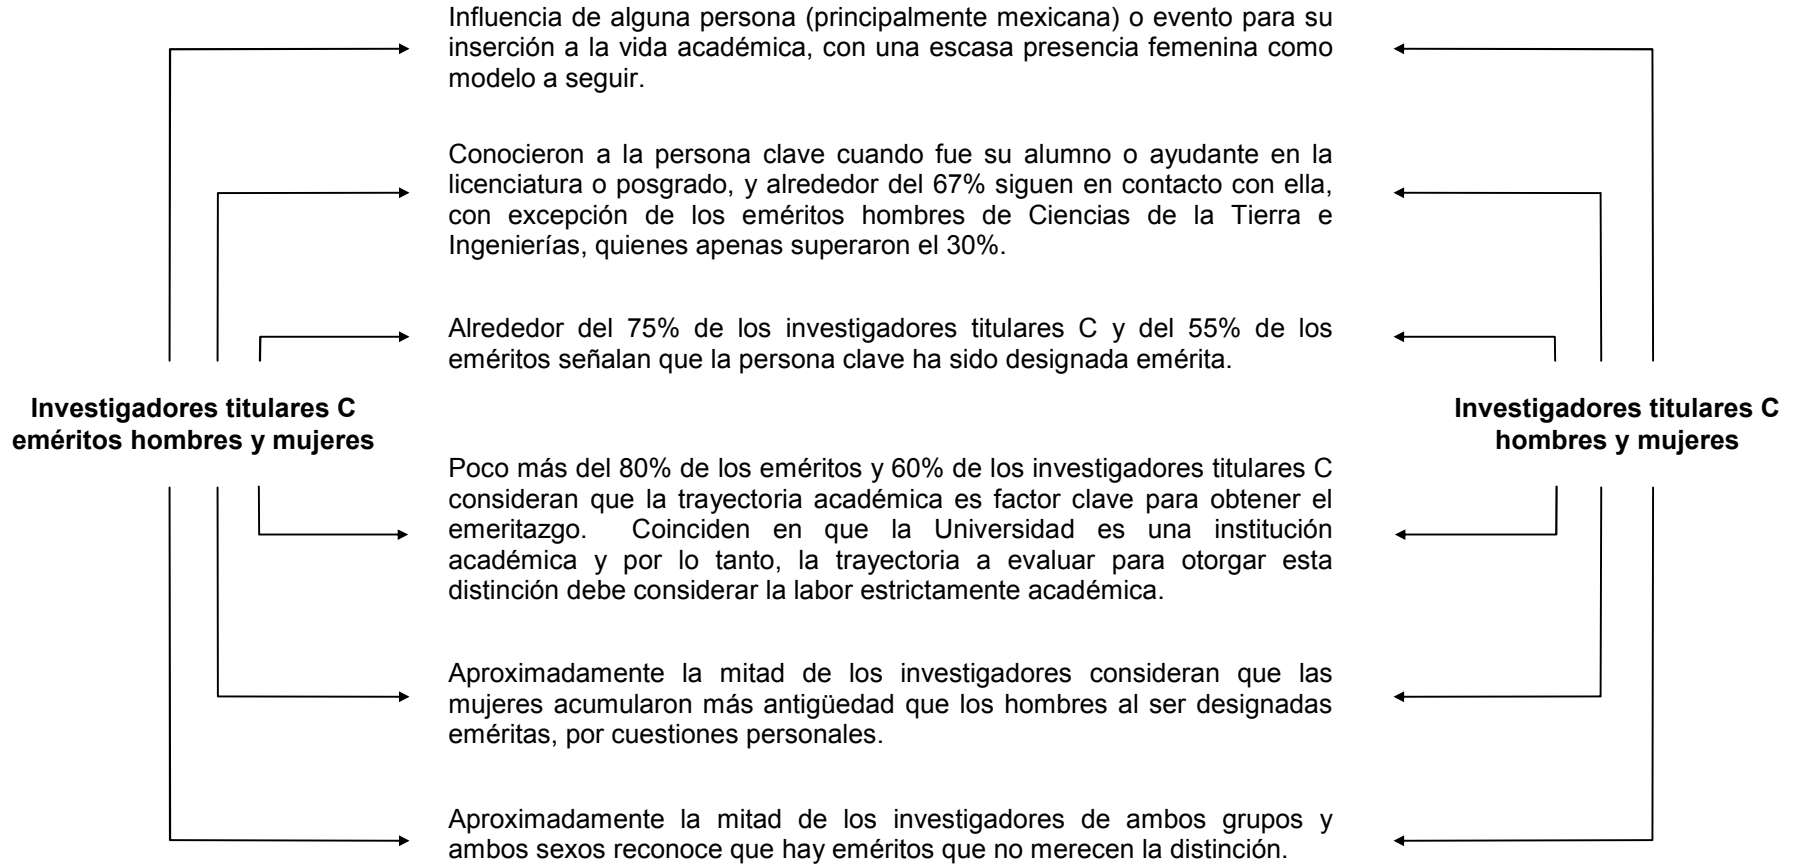 Influencia de alguna persona (principalmente mexicana) o evento para su
inserción a la vida académica, con una escasa presencia femenina como
modelo a seguir.
Conocieron a la persona clave cuando fue su alumno o ayudante en la
licenciatura o posgrado, y alrededor del 67% siguen en contacto con ella,
con excepción de los eméritos hombres de Ciencias de la Tierra e
Ingenierías, quienes apenas superaron el 30%.
Alrededor del 75% de los investigadores titulares C y del 55% de los
eméritos señalan que la persona clave ha sido designada emérita.
Investigadores titulares C
eméritos hombres y mujeres
Investigadores titulares C
hombres y mujeres
Poco más del 80% de los eméritos y 60% de los investigadores titulares C
consideran que la trayectoria académica es factor clave para obtener el
emeritazgo. Coinciden en que la Universidad es una institución
académica y por lo tanto, la trayectoria a evaluar para otorgar esta
distinción debe considerar la labor estrictamente académica.
Aproximadamente la mitad de los investigadores consideran que las
mujeres acumularon más antigüedad que los hombres al ser designadas
eméritas, por cuestiones personales.
Aproximadamente la mitad de los investigadores de ambos grupos y
ambos sexos reconoce que hay eméritos que no merecen la distinción.